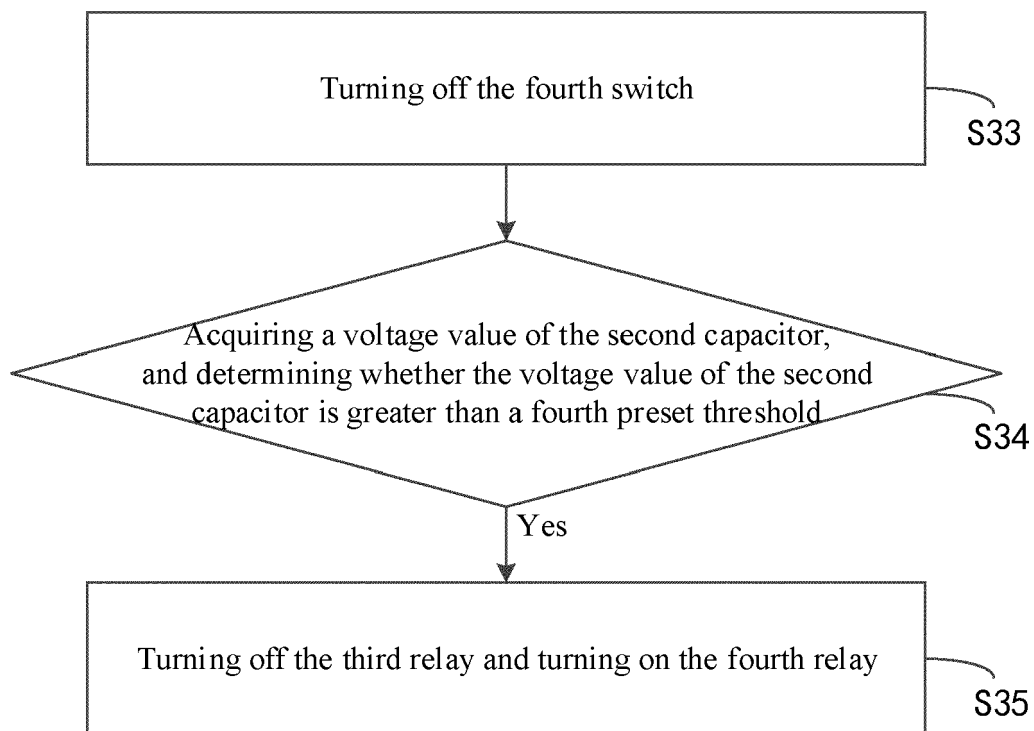 Turning off the fourth switch
S33
Acquiring a voltage value of the second capacitor,
and determining whether the voltage value of the second
capacitor is greater than a fourth preset threshold
S34
Yes
Turning off the third relay and turning on the fourth relay
S35